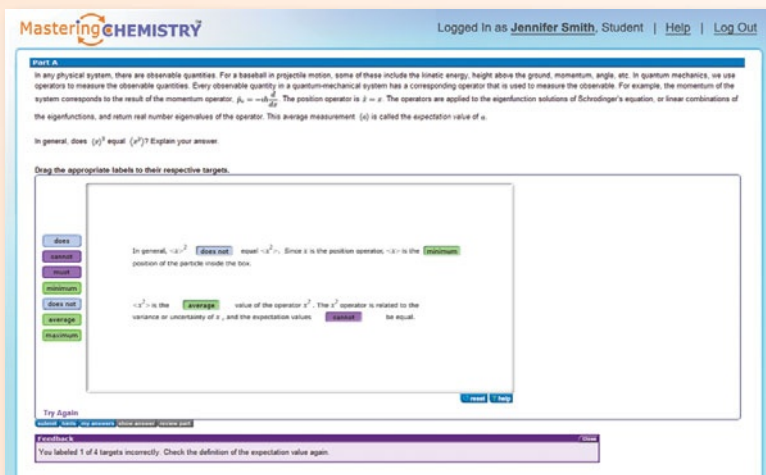 MasteringCHEMISTRY™
Logged In as Jennifer Smith, Student | Help | Log Out
Part A
In any physical system, there are observable quantities. For a baseball in projectile motion, some of these include the kinetic energy, height above the ground, momentum, angle, etc. In quantum mechanics, we use
operators to measure the observable quantities. Every observable quantity in a quantum-mechanical system has a corresponding operator that is used to measure the observable. For example, the momentum of the
system corresponds to the result of the momentum operator, p̂ₓ = −iħ d/dx. The position operator is x̂ = x. The operators are applied to the eigenfunction solutions of Schrodinger's equation, or linear combinations of
the eigenfunctions, and return real number eigenvalues of the operator. This average measurement ⟨a⟩ is called the expectation value of a.
In general, does ⟨x⟩² equal ⟨x²⟩? Explain your answer.
Drag the appropriate labels to their respective targets.
does
cannot
must
minimum
does not
average
maximum
In general, <x>² does not equal <x²>. Since x is the position operator, <x> is the minimum
position of the particle inside the box.
<x²> is the average value of the operator x². The x² operator is related to the
variance or uncertainty of x, and the expectation values cannot be equal.
reset ? help
Try Again
submit hints my answers show answer review part
Feedback Close
You labeled 1 of 4 targets incorrectly. Check the definition of the expectation value again.